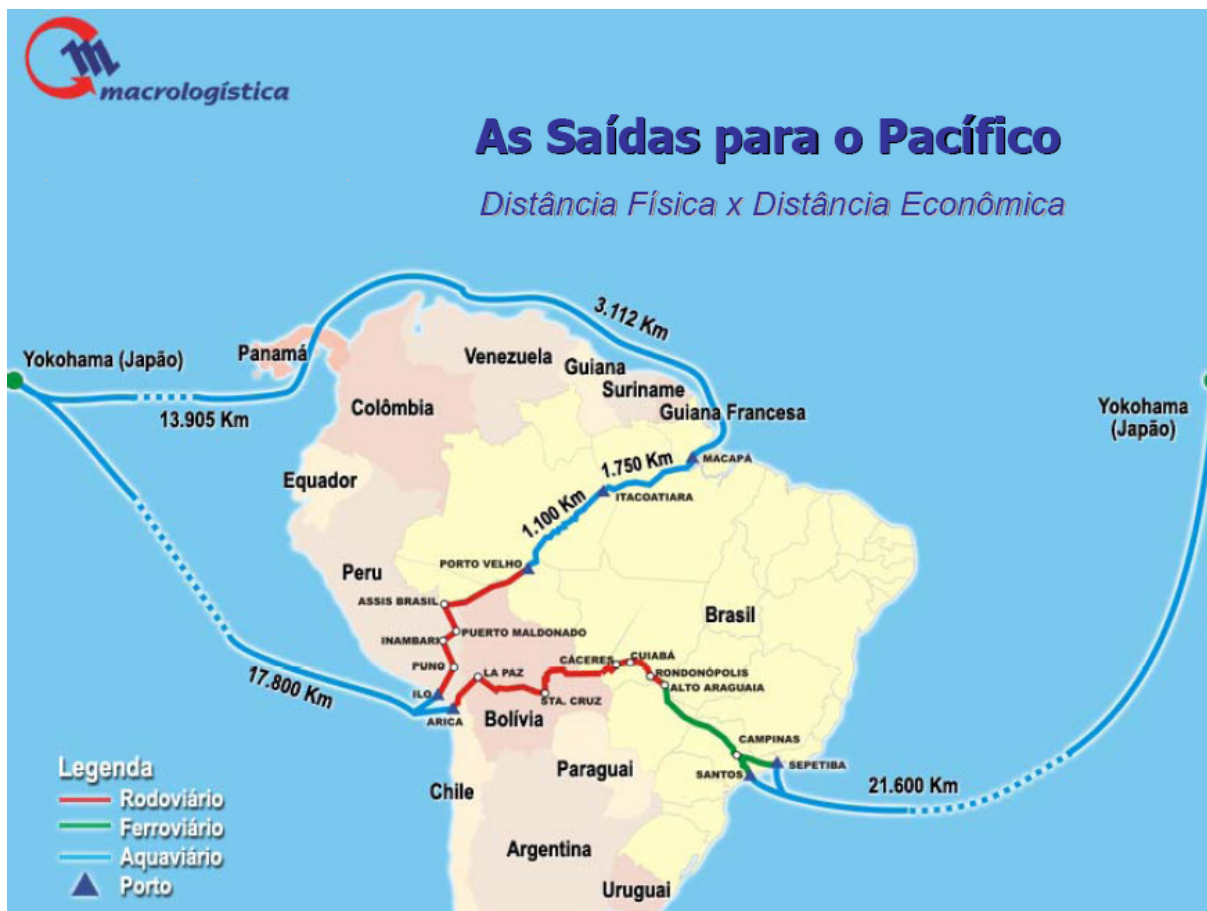 macrologística
As Saídas para o Pacífico
Distância Física x Distância Econômica
3.112 Km
Panamá
Venezuela
Guiana
Suriname
Guiana Francesa
Yokohama (Japão)
13.905 Km
Colômbia
Yokohama
(Japão)
Equador
1.750 Km
MACAPÁ
ITACOATIARA
1.100 Km
PORTO VELHO
Peru
ASSIS BRASIL
Brasil
INAMBARI
PUERTO MALDONADO
PUNO
LA PAZ
CÁCERES
CUIABÁ
RONDONÓPOLIS
ALTO ARAGUAIA
17.800 Km
ILO
ARICA
STA. CRUZ
Bolívia
CAMPINAS
SANTOS
SEPETIBA
21.600 Km
Paraguai
Chile
Argentina
Uruguai
Legenda
Rodoviário
Ferroviário
Aquaviário
Porto